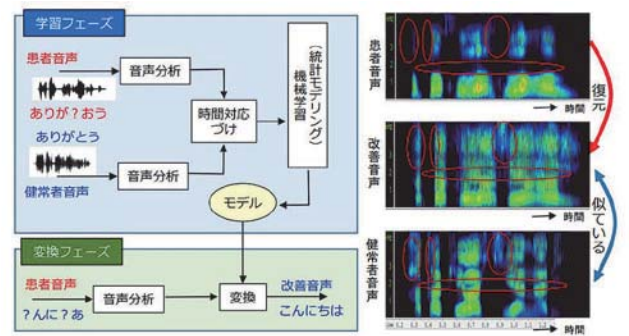 学習フェーズ
患者音声
音声分析
ありが？おう
ありがとう
時間対応
づけ
機械学習
(統計モデリング)
健常者音声
音声分析
モデル
変換フェーズ
患者音声
音声分析
変換
改善音声
？んに？あ
こんにちは
患者音声
時間
復元
改善音声
時間
似ている
健常者音声
時間